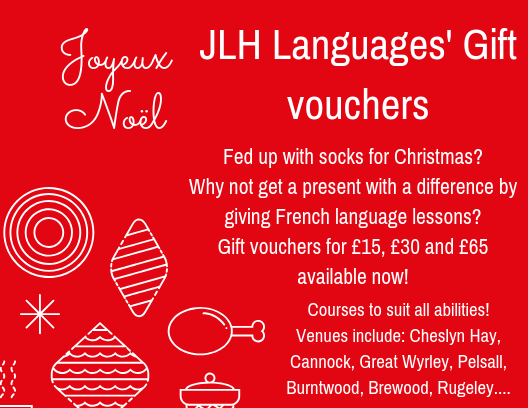 Joyeux
Noël
JLH Languages' Gift
vouchers
Fed up with socks for Christmas?
Why not get a present with a difference by
giving French language lessons?
Gift vouchers for £15, £30 and £65
available now!
Courses to suit all abilities!
Venues include: Cheslyn Hay,
Cannock, Great Wyrley, Pelsall,
Burntwood, Brewood, Rugeley....